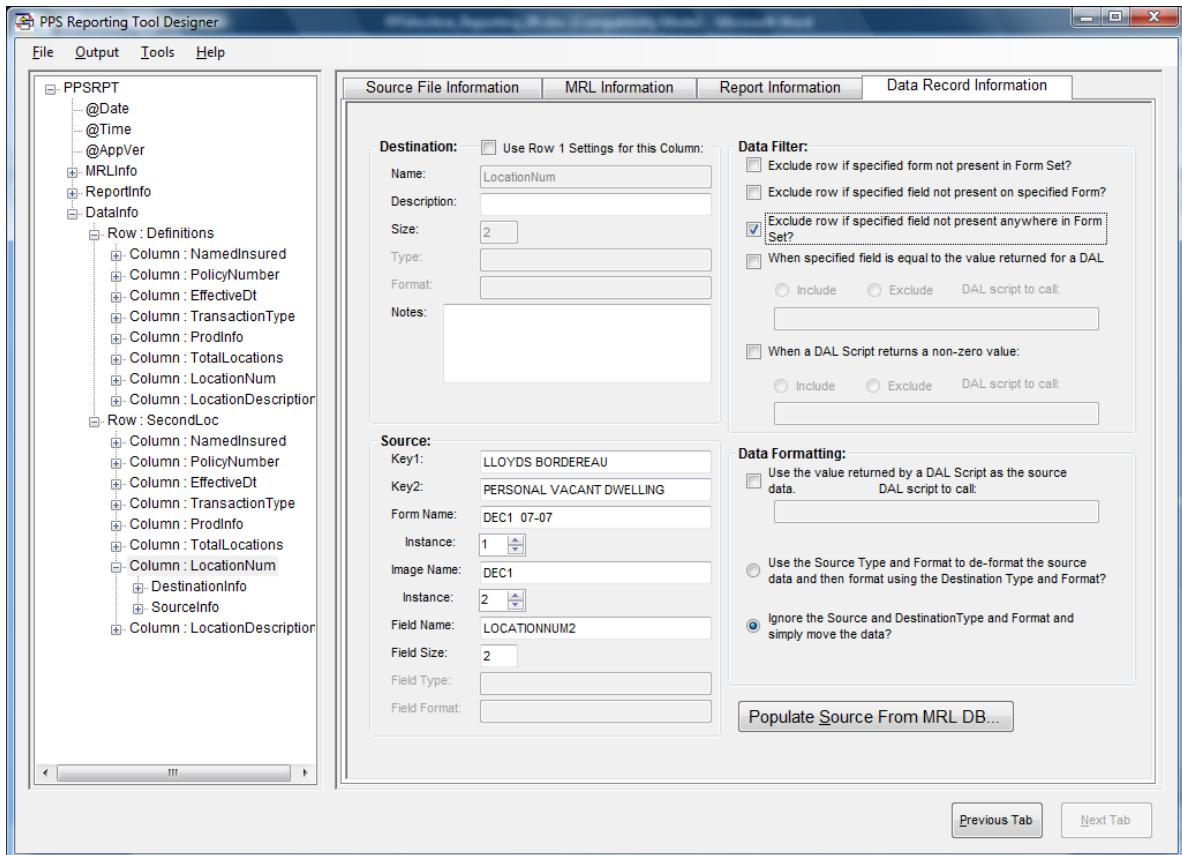 PPS Reporting Tool Designer
File Output Tools Help
PPSRPT
@Date
@Time
@AppVer
MRLInfo
ReportInfo
DataInfo
Row : Definitions
Column : NamedInsured
Column : PolicyNumber
Column : EffectiveDt
Column : TransactionType
Column : ProdInfo
Column : TotalLocations
Column : LocationNum
Column : LocationDescription
Row : SecondLoc
Column : NamedInsured
Column : PolicyNumber
Column : EffectiveDt
Column : TransactionType
Column : ProdInfo
Column : TotalLocations
Column : LocationNum
DestinationInfo
SourceInfo
Column : LocationDescription
Source File Information
MRL Information
Report Information
Data Record Information
Destination:
Use Row 1 Settings for this Column:
Name: LocationNum
Description:
Size: 2
Type:
Format:
Notes:
Source:
Key1: LLOYDS BORDEREAU
Key2: PERSONAL VACANT DWELLING
Form Name: DEC1 07-07
Instance: 1
Image Name: DEC1
Instance: 2
Field Name: LOCATIONNUM2
Field Size: 2
Field Type:
Field Format:
Data Filter:
Exclude row if specified form not present in Form Set?
Exclude row if specified field not present on specified Form?
Exclude row if specified field not present anywhere in Form
Set?
When specified field is equal to the value returned for a DAL
Include Exclude DAL script to call:
When a DAL Script returns a non-zero value:
Include Exclude DAL script to call:
Data Formatting:
Use the value returned by a DAL Script as the source
data. DAL script to call:
Use the Source Type and Format to de-format the source
data and then format using the Destination Type and Format?
Ignore the Source and DestinationType and Format and
simply move the data?
Populate Source From MRL DB...
Previous Tab
Next Tab